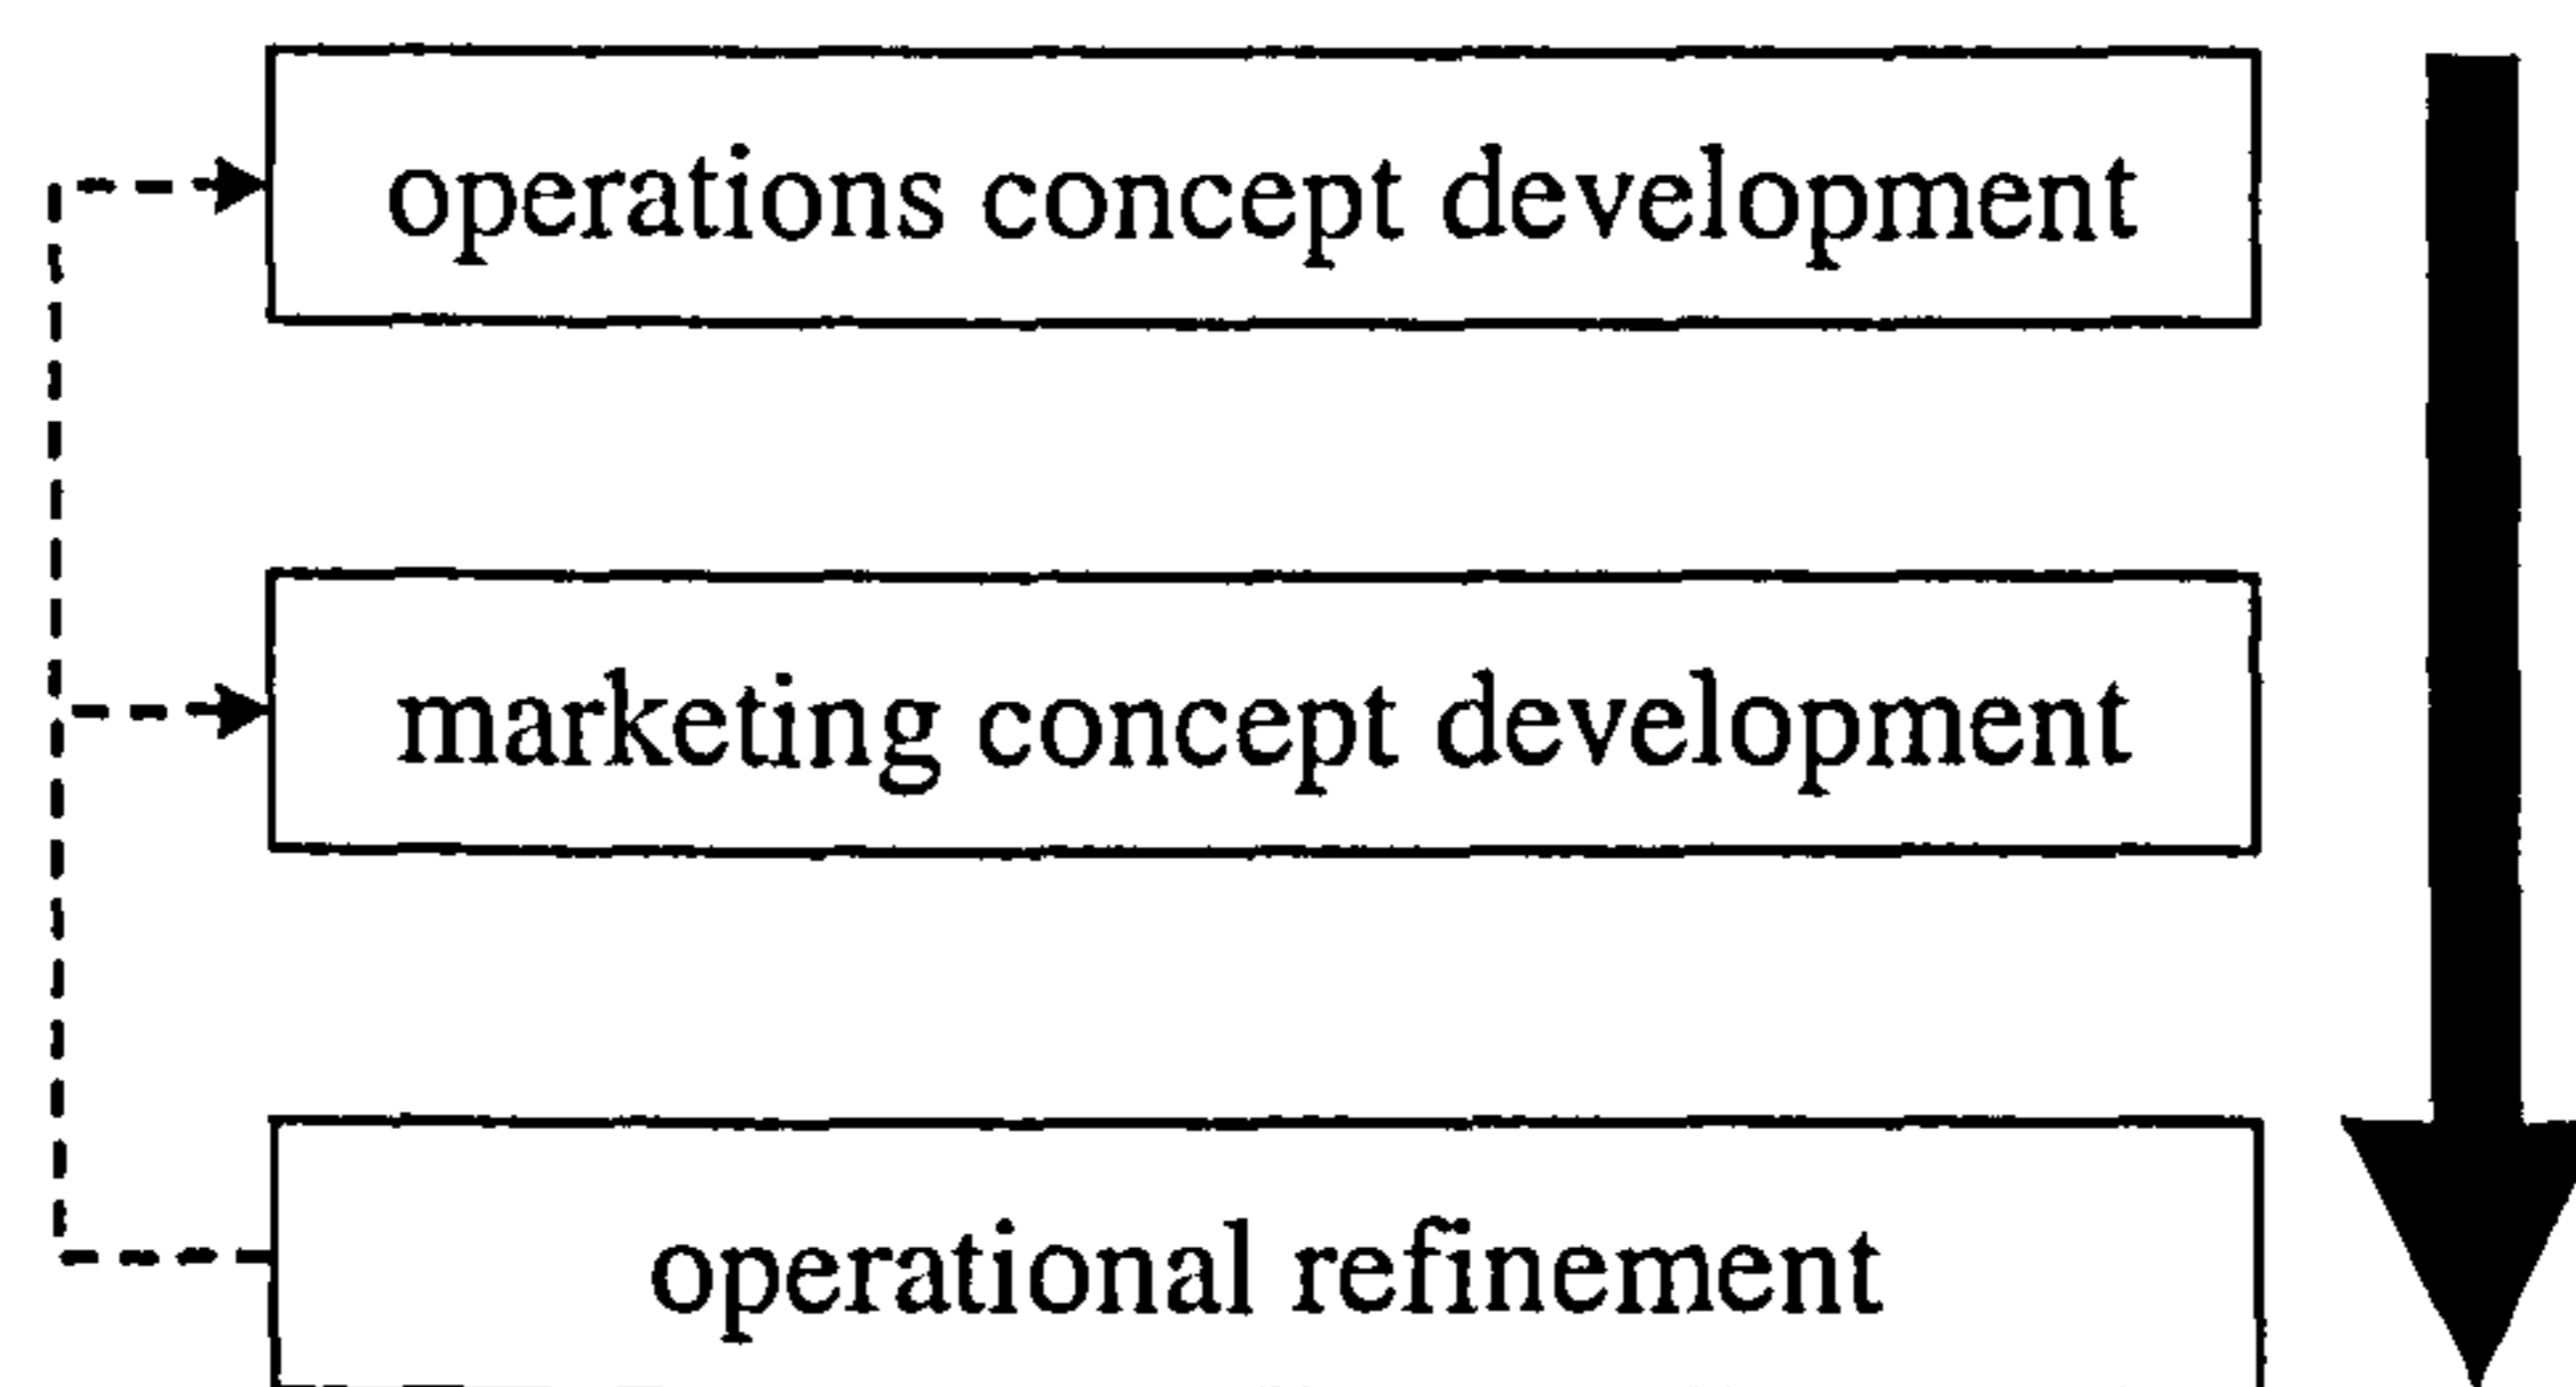 operations concept development
marketing concept development
operational refinement